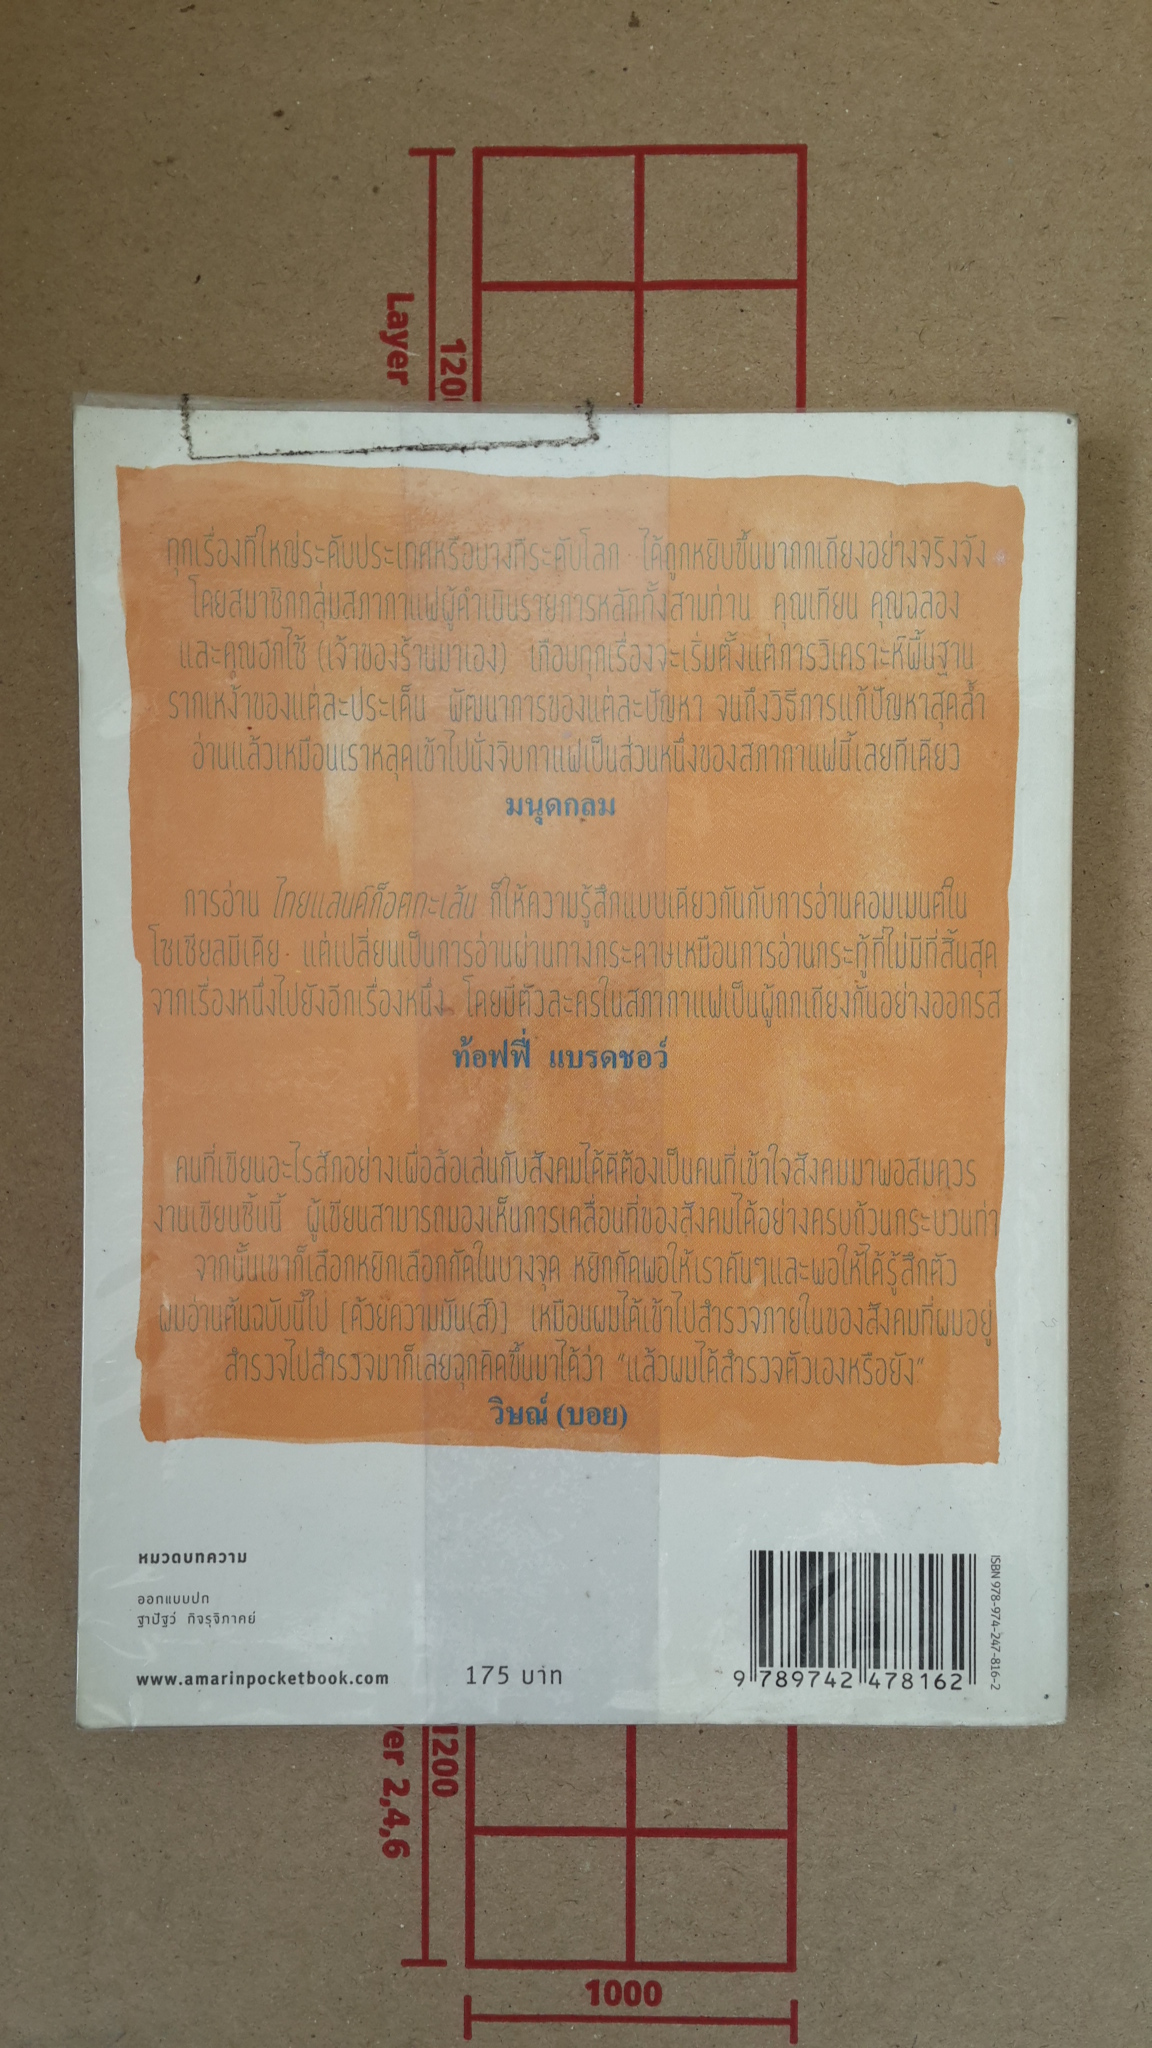 Layer
1200
ทุกเรื่องที่ใหญ่ระดับประเทศหรือบางทีระดับโลก ได้ถูกหยิบขึ้นมาถกเถียงอย่างจริงจัง
โดยสมาชิกกลุ่มสภากาแฟผู้ดำเนินรายการหลักทั้งสามท่าน คุณเทียน คุณฉลอง
และคุณฮกไช้ (เจ้าของร้านมาเอง) เกือบทุกเรื่องจะเริ่มตั้งแต่การวิเคราะห์พื้นฐาน
รากเหง้าของแต่ละประเด็น พัฒนาการของแต่ละปัญหา จนถึงวิธีการแก้ปัญหาสุดล้ำ
อ่านแล้วเหมือนเราหลุดเข้าไปนั่งจิบกาแฟเป็นส่วนหนึ่งของสภากาแฟนี้เลยทีเดียว
มนุดกลม
การอ่าน ไทยแลนด์ก็อตทะเล้น ก็ให้ความรู้สึกแบบเดียวกันกับการอ่านคอมเมนต์ใน
โซเชียลมีเดีย แต่เปลี่ยนเป็นการอ่านผ่านทางกระดาษเหมือนการอ่านกระทู้ที่ไม่มีที่สิ้นสุด
จากเรื่องหนึ่งไปยังอีกเรื่องหนึ่ง โดยมีตัวละครในสภากาแฟเป็นผู้ถกเถียงกันอย่างออกรส
ท้อฟฟี่ แบรดชอว์
คนที่เขียนอะไรสักอย่างเพื่อล้อเล่นกับสังคมได้ดีต้องเป็นคนที่เข้าใจสังคมมาพอสมควร
งานเขียนชิ้นนี้ ผู้เขียนสามารถมองเห็นการเคลื่อนที่ของสังคมได้อย่างครบถ้วนกระบวนท่า
จากนั้นเขาก็เลือกหยิกเลือกกัดในบางจุด หยิกกัดพอให้เราคันๆและพอให้ได้รู้สึกตัว
ผมอ่านต้นฉบับนี้ไป [ด้วยความมัน(ส์)] เหมือนผมได้เข้าไปสำรวจภายในของสังคมที่ผมอยู่
สำรวจไปสำรวจมาก็เลยฉุกคิดขึ้นมาได้ว่า "แล้วผมได้สำรวจตัวเองหรือยัง"
วิษณ์ (บอย)
หมวดบทความ
ออกแบบปก
ฐาปัฐว์ กิจรุจิภาคย์
www.amarinpocketbook.com
175 บาท
9 789742 478162
ISBN 978-974-247-816-2
1200
er 2,4,6
1000